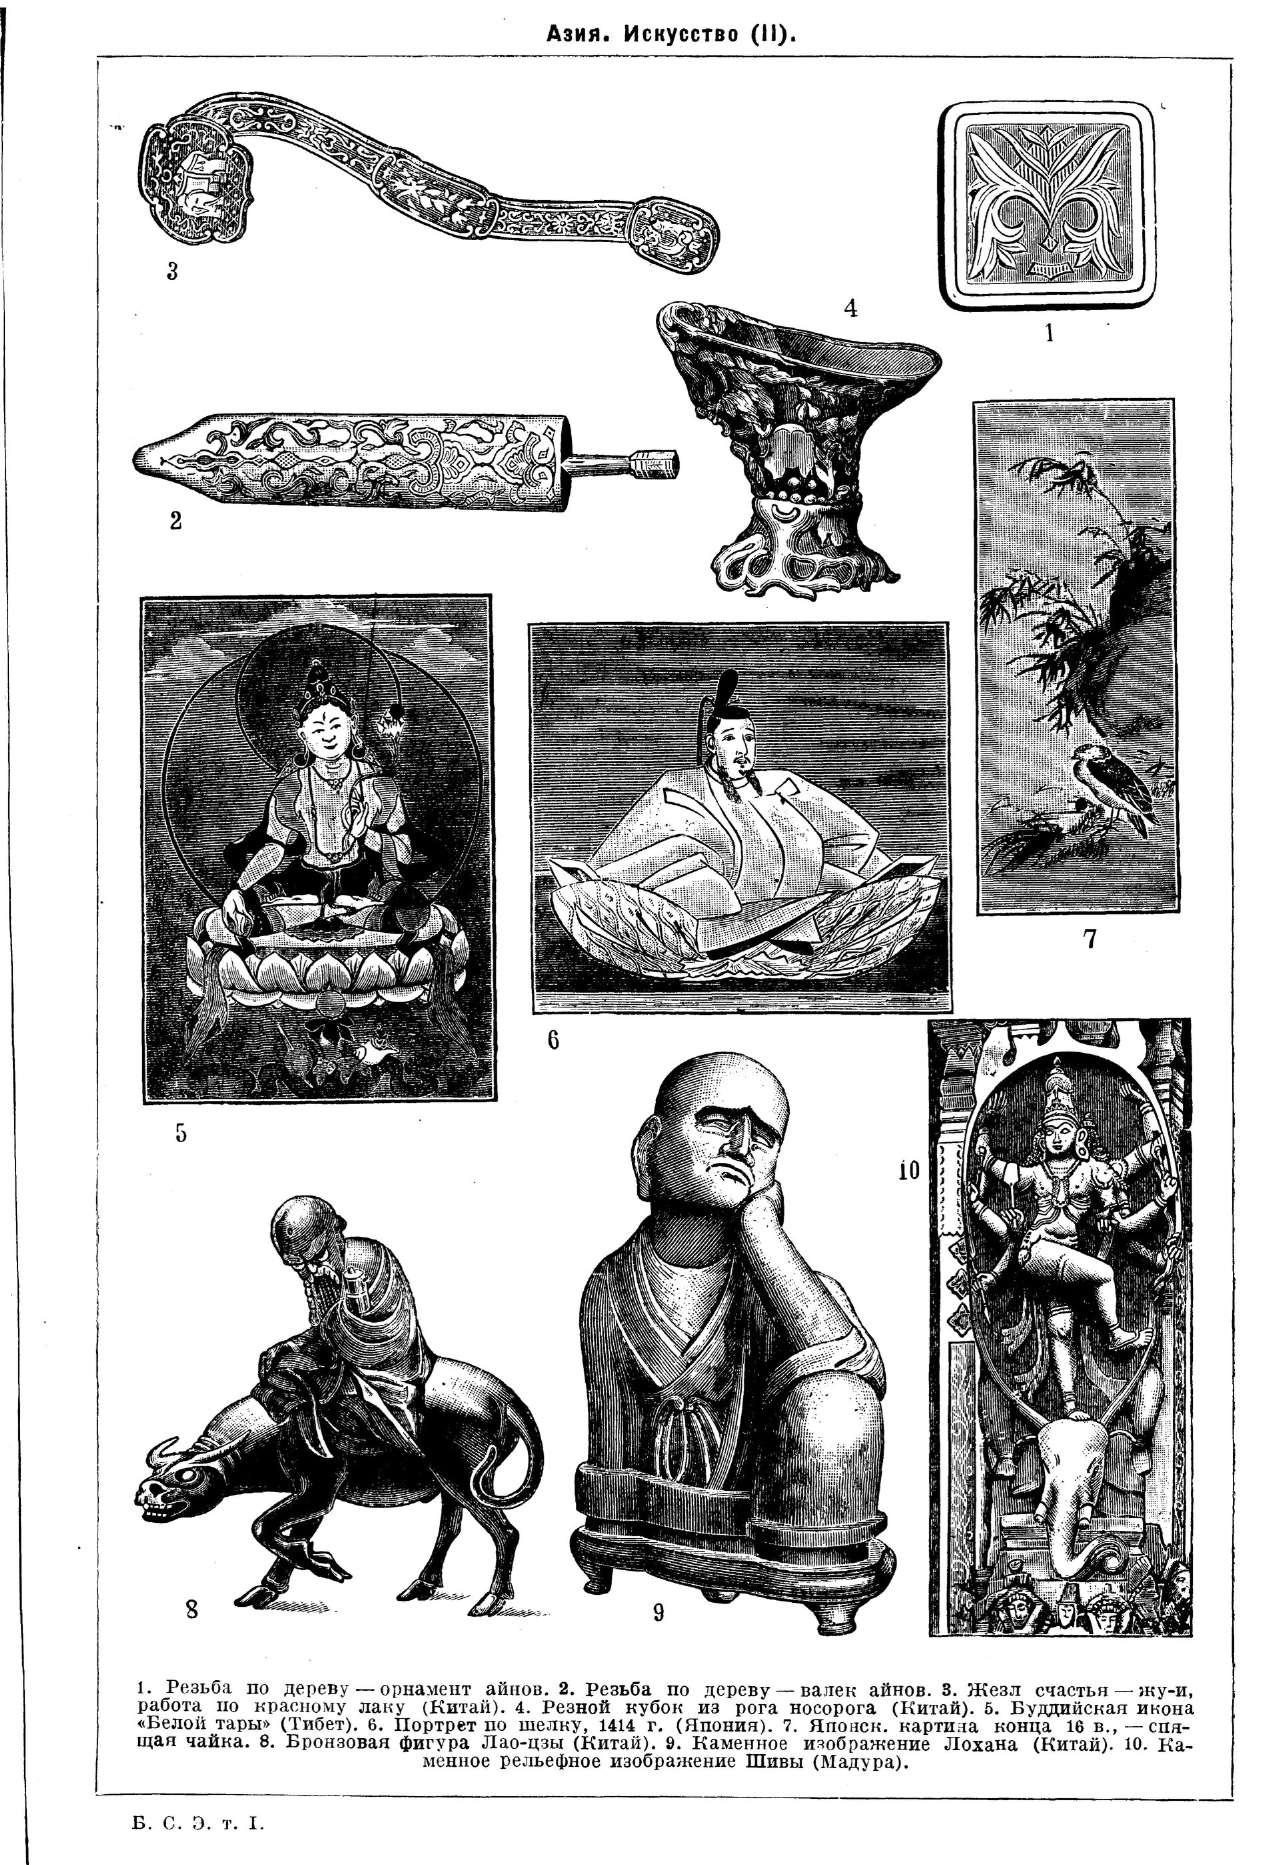 Азия. Искусство (II).
3
1
4
2
7
6
5
10
8
9
1. Резьба по дереву — орнамент айнов. 2. Резьба по дереву — валек айнов. 3. Жезл счастья — жу-и,
работа по красному лаку (Китай). 4. Резной кубок из рога носорога (Китай). 5. Буддийская икона
«Белой тары» (Тибет). 6. Портрет по шелку, 1414 г. (Япония). 7. Японск. картина конца 16 в., — спя-
щая чайка. 8. Бронзовая фигура Лао-цзы (Китай). 9. Каменное изображение Лохана (Китай). 10. Ка-
менное рельефное изображение Шивы (Мадура).
Б. С. Э. т. I.